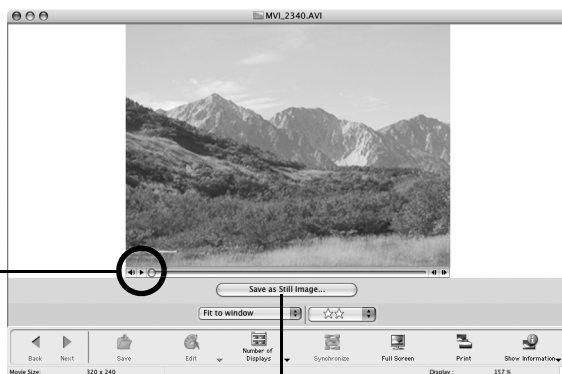 MVI_2340.AVI
Save as Still Image...
Fit to window
Back Next Save Edit Number of Displays Synchronize Full Screen Print Show Information
Movie Size: 320 x 240 Display : 157 %